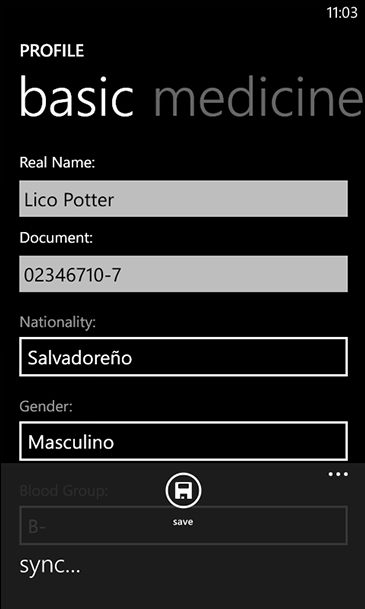 11:03
PROFILE
basic medicine
Real Name:
Lico Potter
Document:
02346710-7
Nationality:
Salvadoreño
Gender:
Masculino
Blood Group:
B-
save
sync...